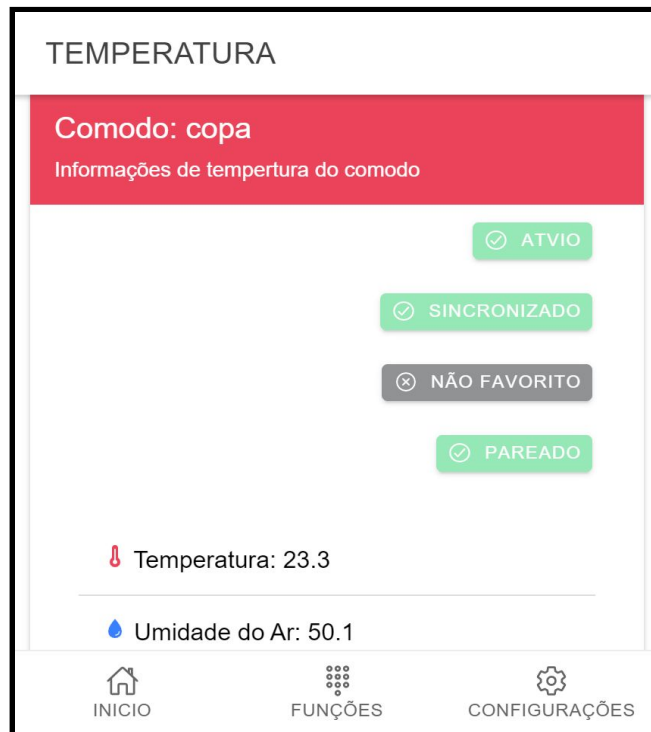 TEMPERATURA
Comodo: copa
Informações de tempertura do comodo
ATVIO
SINCRONIZADO
NÃO FAVORITO
PAREADO
Temperatura: 23.3
Umidade do Ar: 50.1
INICIO
FUNÇÕES
CONFIGURAÇÕES